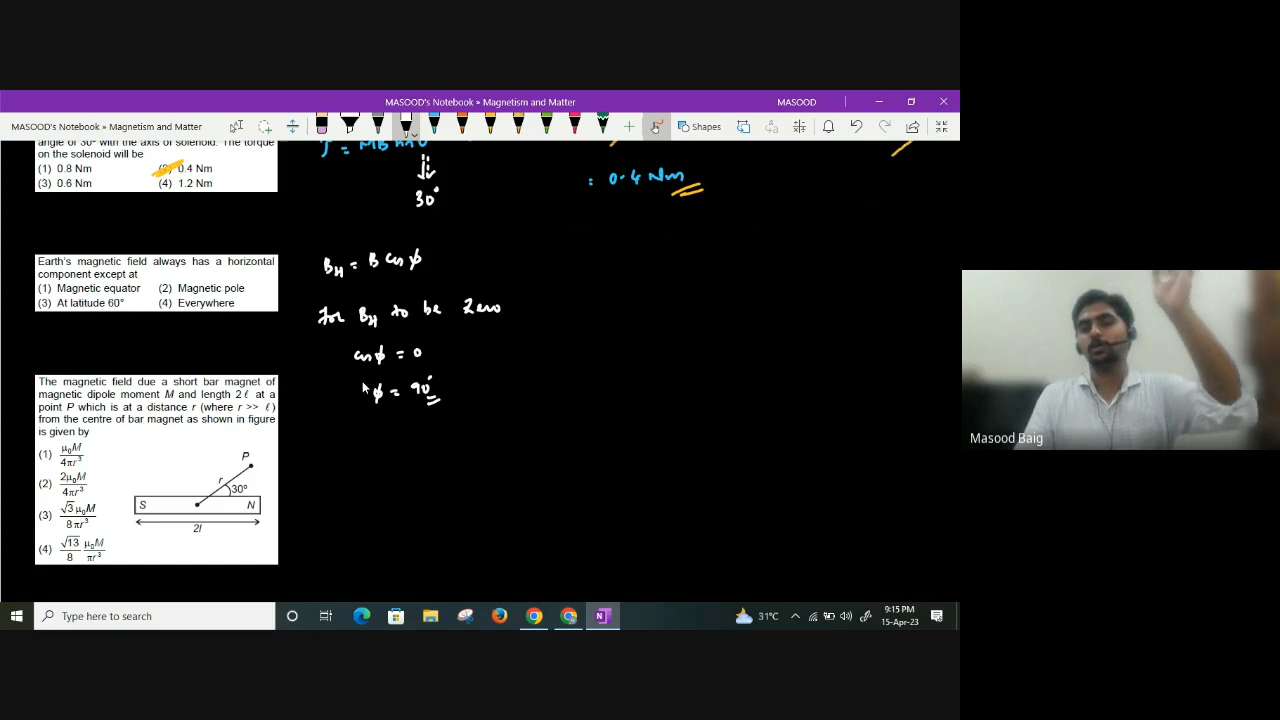 MASOOD's Notebook » Magnetism and Matter
MASOOD
MASOOD's Notebook » Magnetism and Matter
Shapes
angle of 30° with the axis of solenoid. The torque
on the solenoid will be
(1) 0.8 Nm
0.4 Nm
(3) 0.6 Nm
(4) 1.2 Nm
30°
= 0.4 Nm
Earth's magnetic field always has a horizontal
component except at
(1) Magnetic equator
(2) Magnetic pole
(3) At latitude 60°
(4) Everywhere
B_H = B cos ϕ
For B_H to be Zero
cos ϕ = 0
ϕ = 90°
The magnetic field due a short bar magnet of
magnetic dipole moment M and length 2ℓ at a
point P which is at a distance r (where r >> ℓ)
from the centre of bar magnet as shown in figure
is given by
(1) μ₀M / 4πr³
(2) 2μ₀M / 4πr³
(3) √3 μ₀M / 8πr³
(4) √13 / 8 μ₀M / πr³
P
r
30°
S
N
2l
Masood Baig
Type here to search
31°C
9:15 PM
15-Apr-23